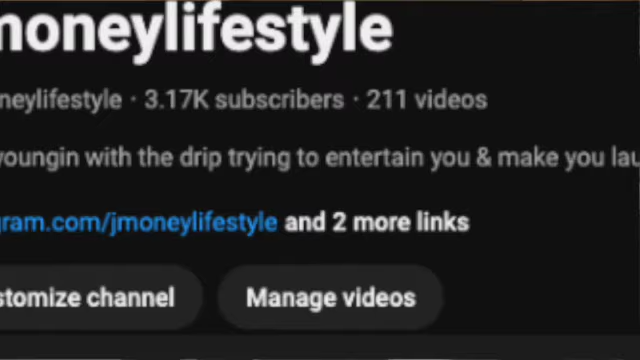 moneylifestyle
neylifestyle · 3.17K subscribers · 211 videos
youngin with the drip trying to entertain you & make you lau
gram.com/jmoneylifestyle and 2 more links
stomize channel
Manage videos